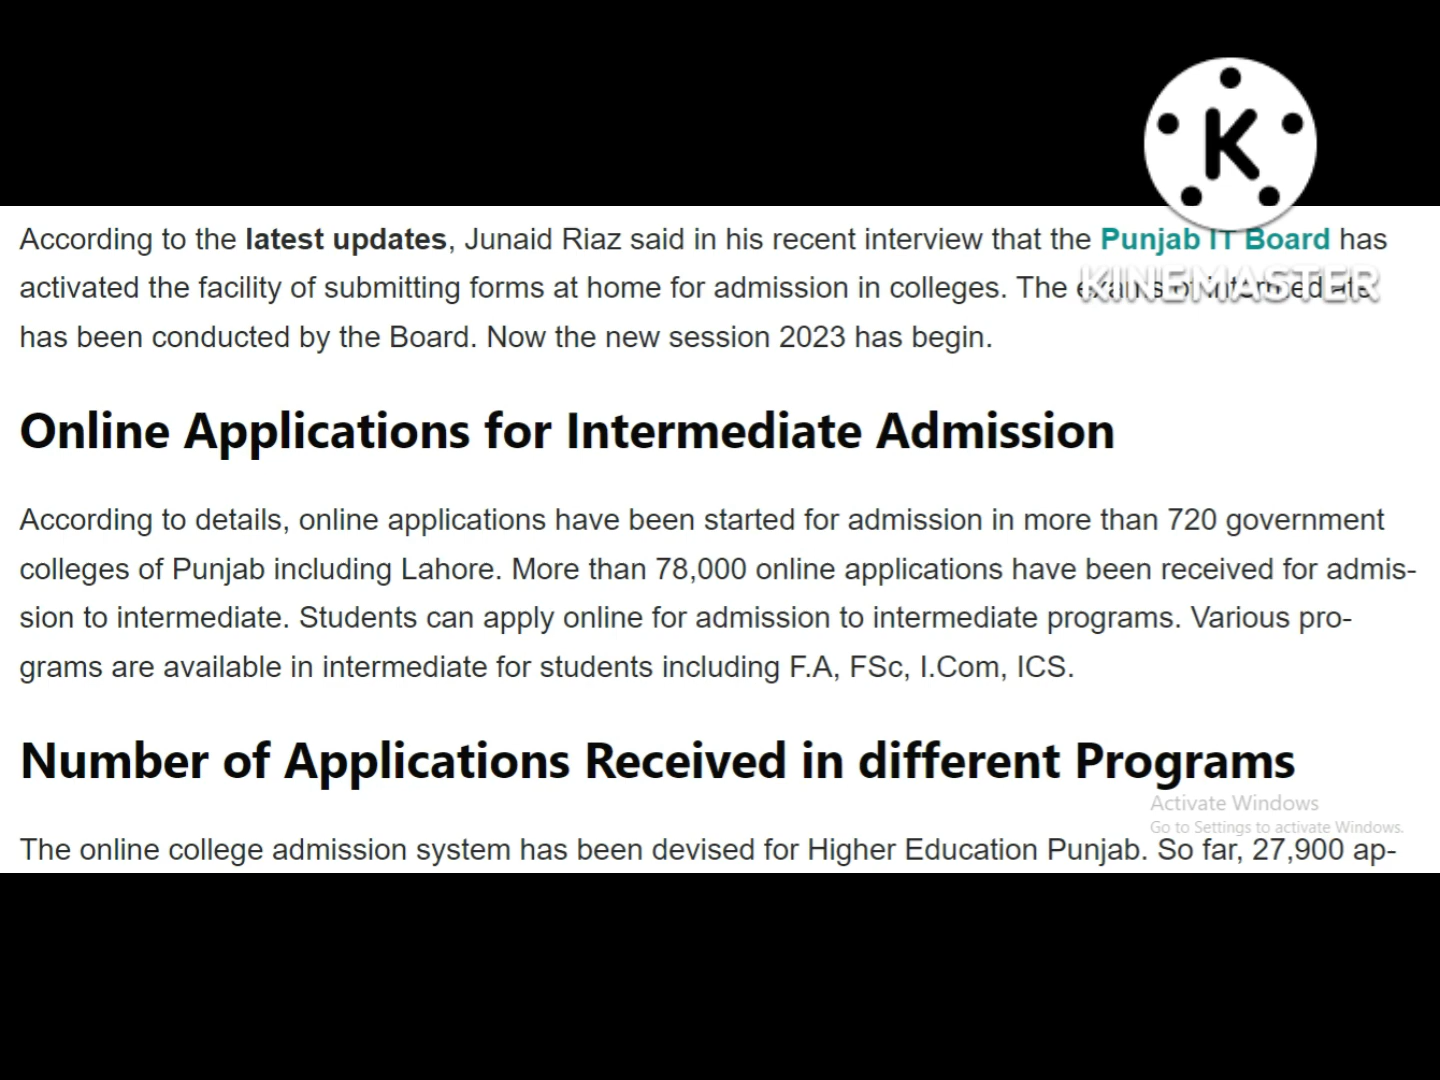 K
According to the latest updates, Junaid Riaz said in his recent interview that the Punjab IT Board has
KINEMASTER
activated the facility of submitting forms at home for admission in colleges. The exams of intermediate
has been conducted by the Board. Now the new session 2023 has begin.
Online Applications for Intermediate Admission
According to details, online applications have been started for admission in more than 720 government
colleges of Punjab including Lahore. More than 78,000 online applications have been received for admis-
sion to intermediate. Students can apply online for admission to intermediate programs. Various pro-
grams are available in intermediate for students including F.A, FSc, I.Com, ICS.
Number of Applications Received in different Programs
Activate Windows
Go to Settings to activate Windows.
The online college admission system has been devised for Higher Education Punjab. So far, 27,900 ap-